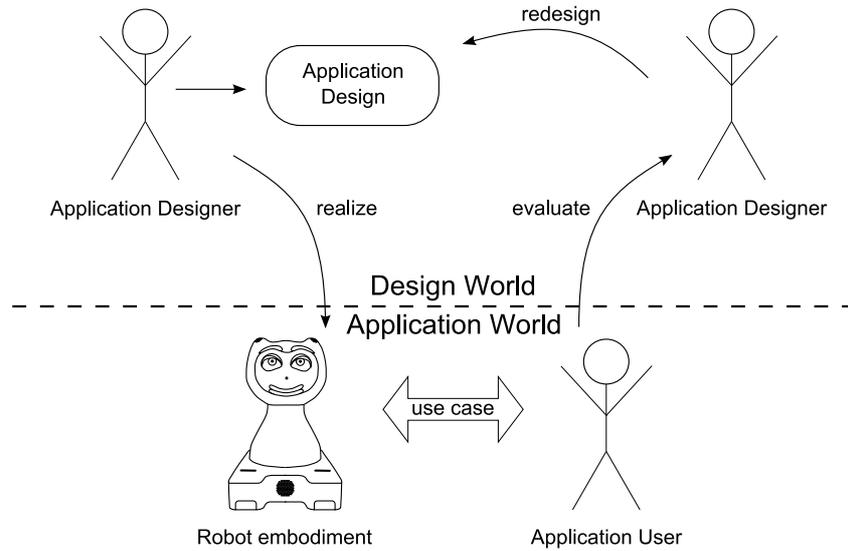 redesign
Application
Design
Application Designer
realize
evaluate
Application Designer
Design World
Application World
use case
Robot embodiment
Application User